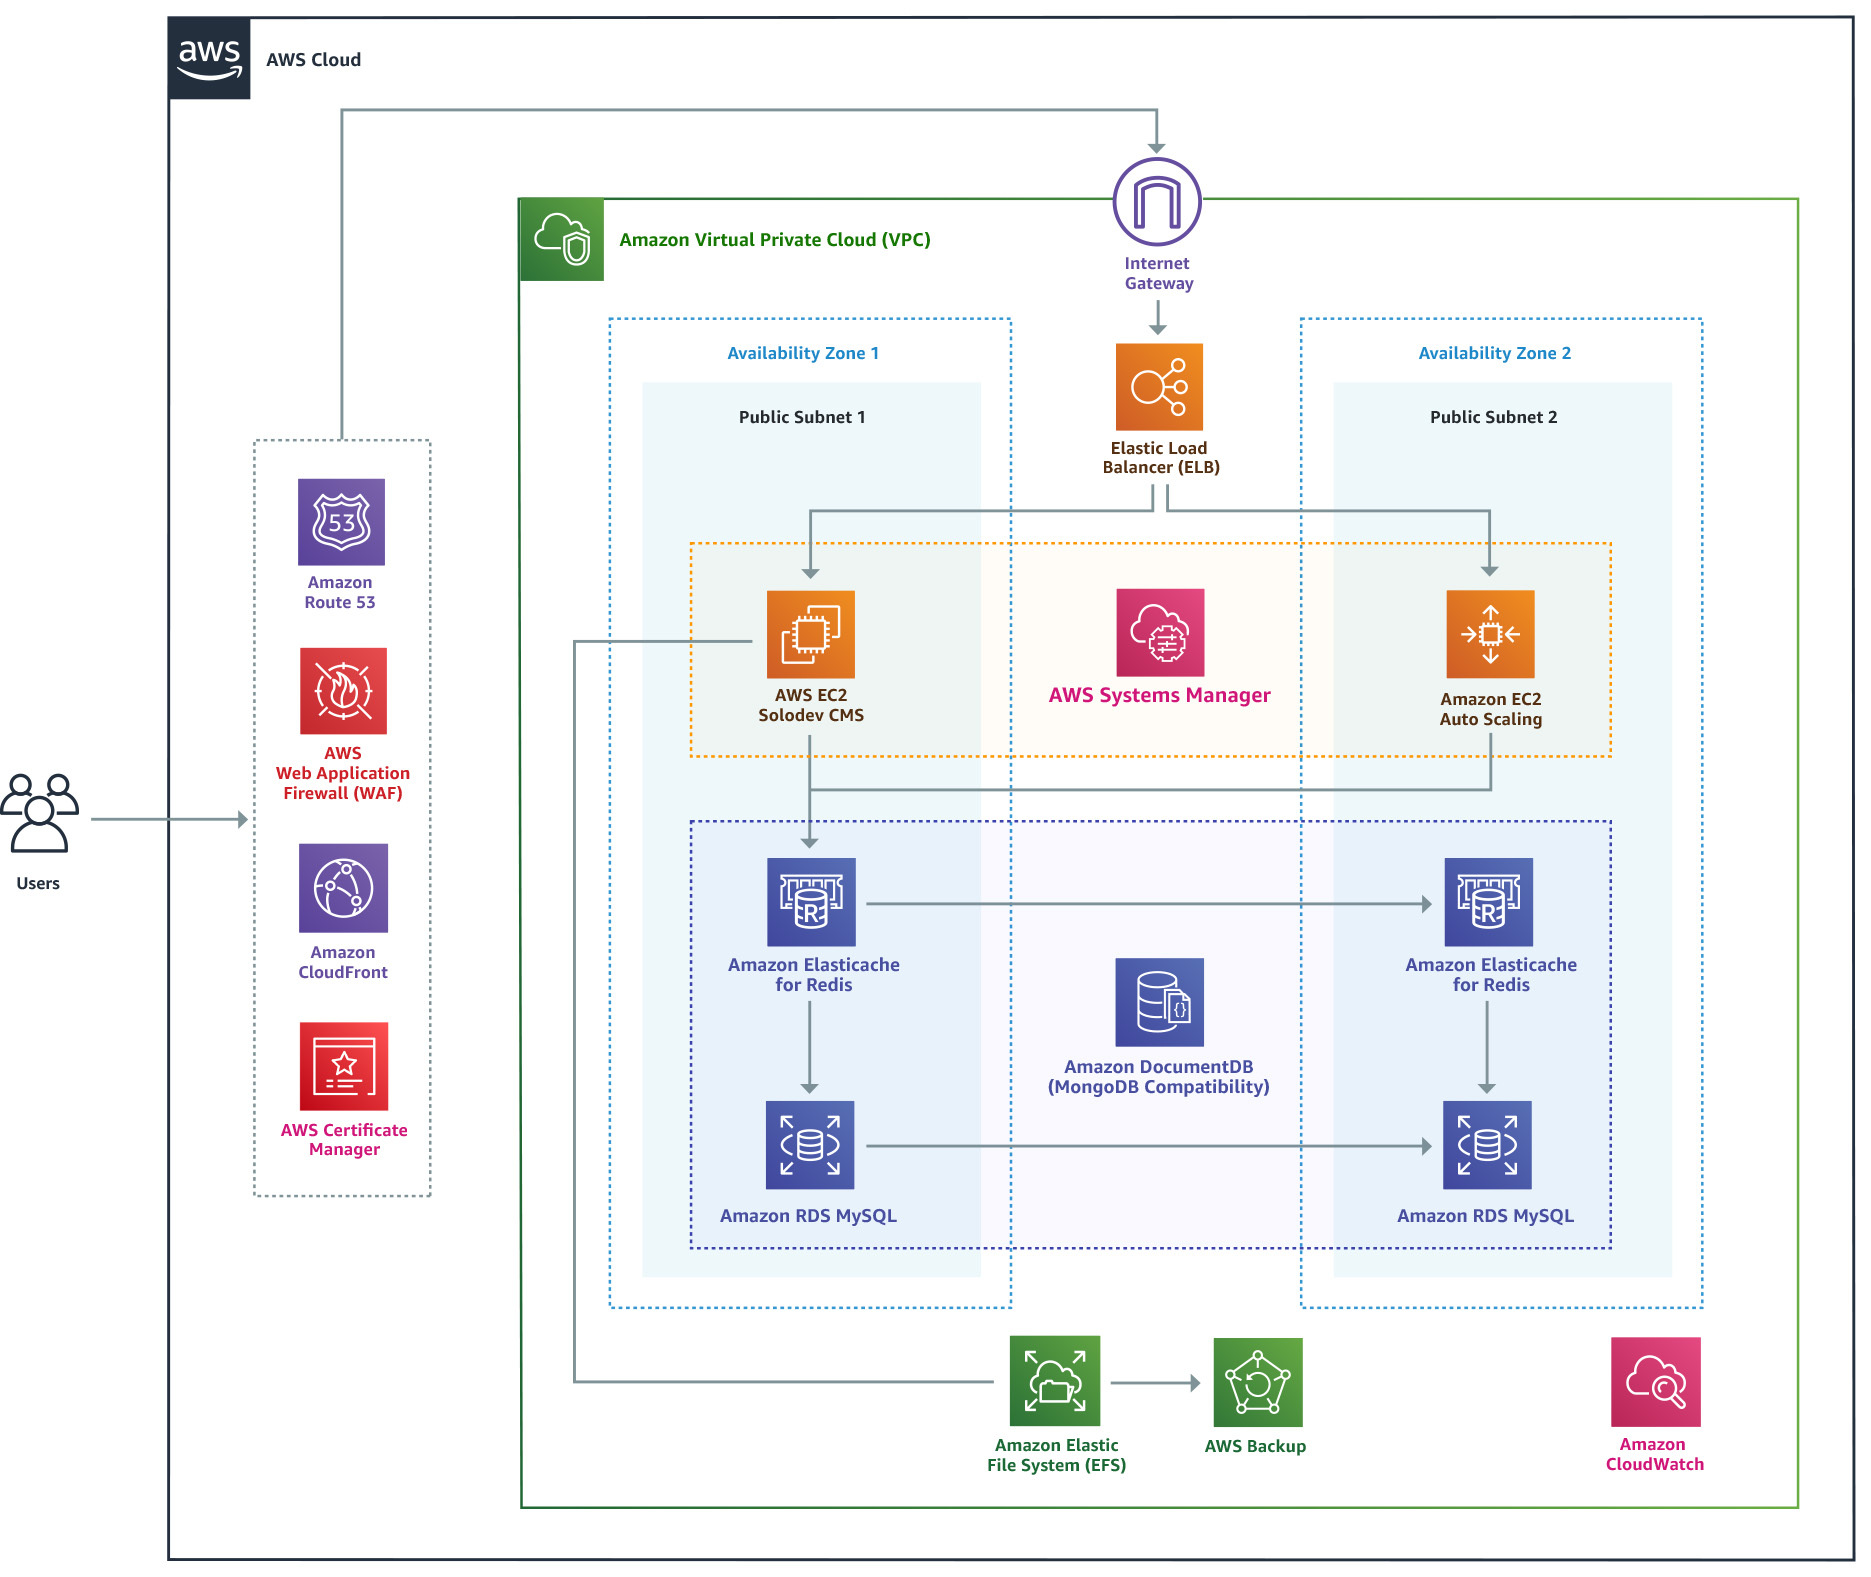 aws
AWS Cloud
Amazon Virtual Private Cloud (VPC)
Internet
Gateway
Availability Zone 1
Availability Zone 2
Public Subnet 1
Public Subnet 2
Elastic Load
Balancer (ELB)
53
Amazon
Route 53
AWS
Web Application
Firewall (WAF)
Amazon
CloudFront
AWS Certificate
Manager
Users
AWS EC2
Solodev CMS
AWS Systems Manager
Amazon EC2
Auto Scaling
R
Amazon Elasticache
for Redis
R
Amazon Elasticache
for Redis
{}
Amazon DocumentDB
(MongoDB Compatibility)
Amazon RDS MySQL
Amazon RDS MySQL
Amazon Elastic
File System (EFS)
AWS Backup
Amazon
CloudWatch